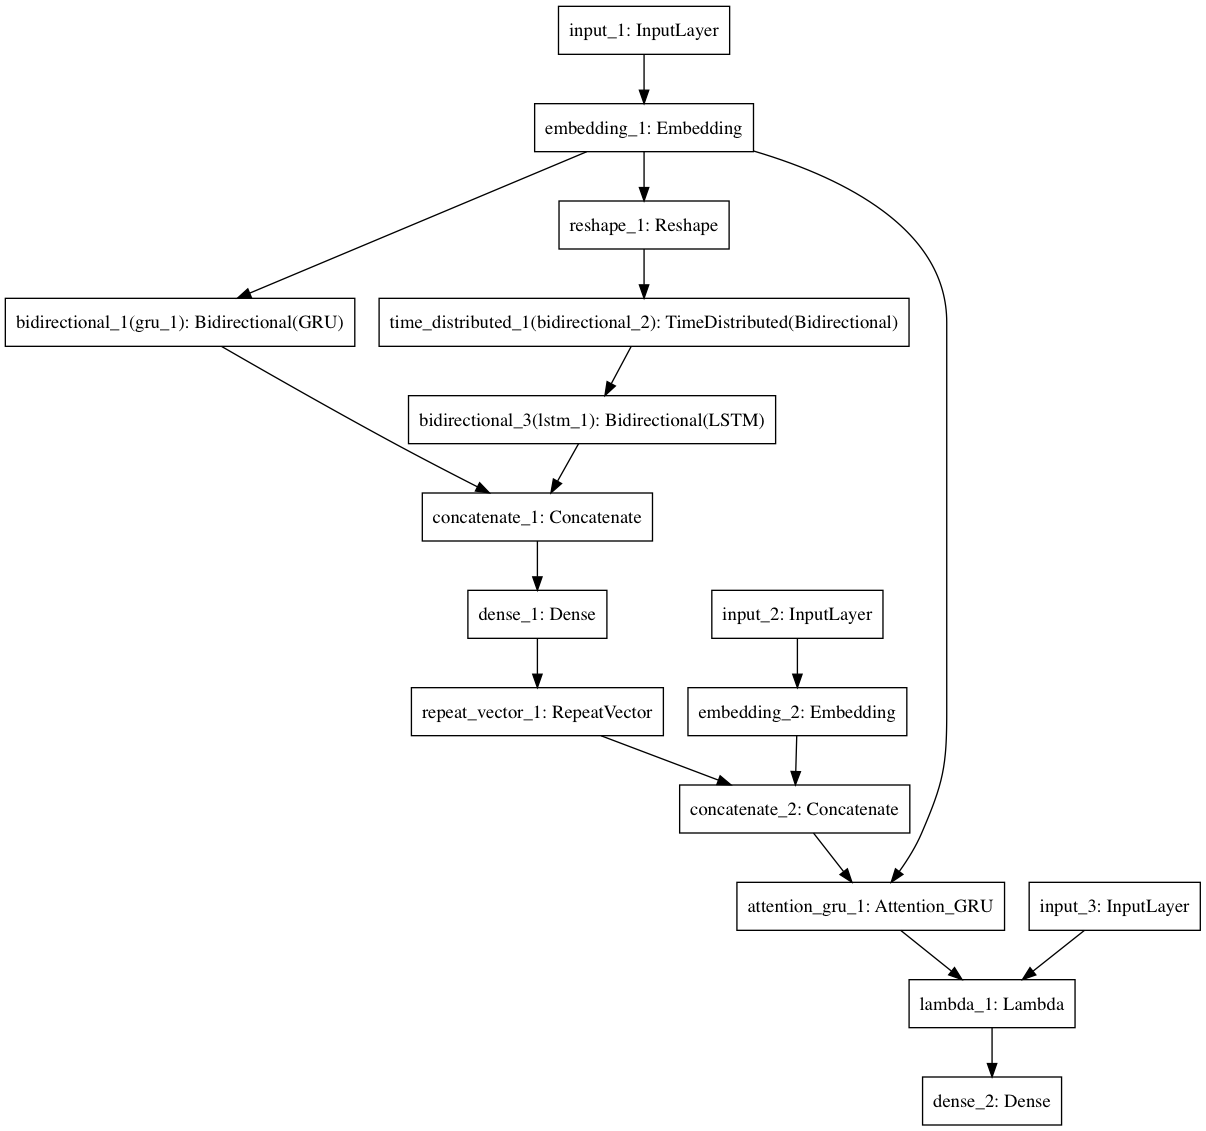 input_1: InputLayer
embedding_1: Embedding
reshape_1: Reshape
bidirectional_1(gru_1): Bidirectional(GRU)
time_distributed_1(bidirectional_2): TimeDistributed(Bidirectional)
bidirectional_3(lstm_1): Bidirectional(LSTM)
concatenate_1: Concatenate
dense_1: Dense
input_2: InputLayer
repeat_vector_1: RepeatVector
embedding_2: Embedding
concatenate_2: Concatenate
attention_gru_1: Attention_GRU
input_3: InputLayer
lambda_1: Lambda
dense_2: Dense